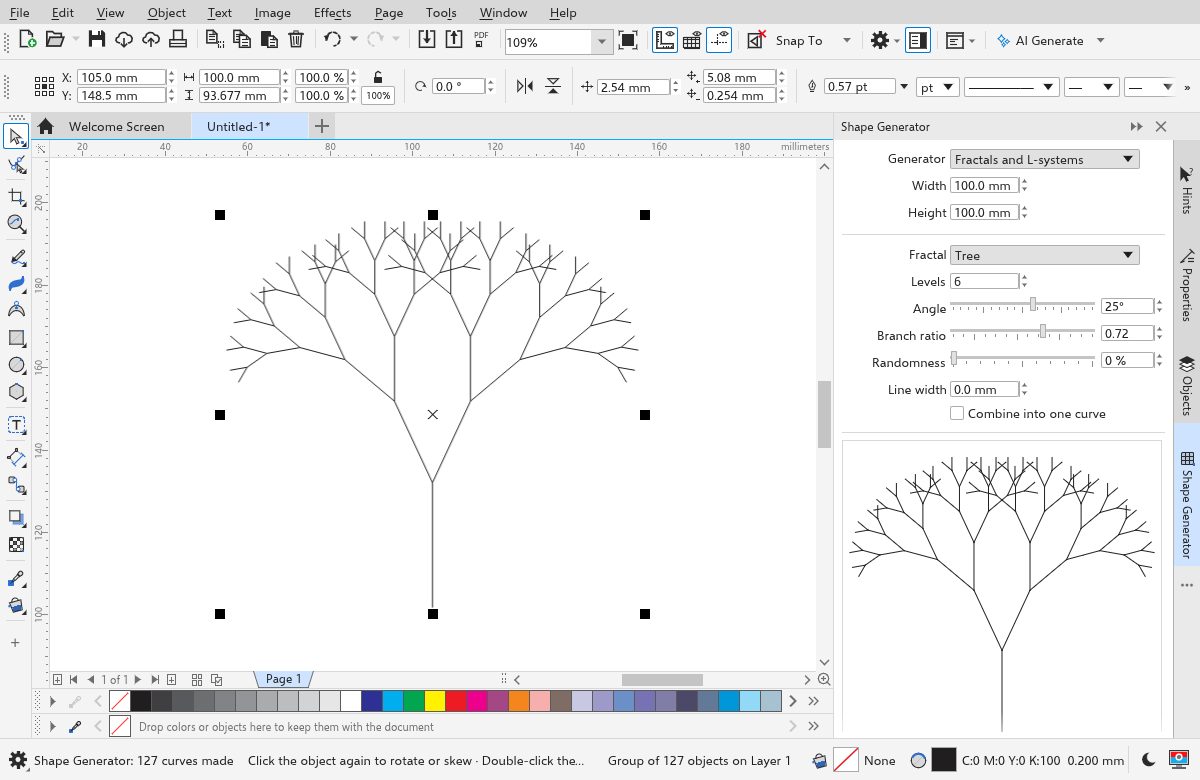 File Edit View Object Text Image Effects Page Tools Window Help
PDF 109% Snap To AI Generate
X: 105.0 mm 100.0 mm 100.0 % 0.0 ° 2.54 mm 5.08 mm 0.57 pt pt
Y: 148.5 mm 93.677 mm 100.0 % 100% 0.254 mm
Welcome Screen Untitled-1*
20 40 60 80 100 120 140 160 180 millimeters
200
180
160
140
120
100
Shape Generator
Generator Fractals and L-systems
Width 100.0 mm
Height 100.0 mm
Fractal Tree
Levels 6
Angle 25°
Branch ratio 0.72
Randomness 0 %
Line width 0.0 mm
Combine into one curve
Hints
Properties
Objects
Shape Generator
1 of 1 Page 1
Drop colors or objects here to keep them with the document
Shape Generator: 127 curves made Click the object again to rotate or skew · Double-click the... Group of 127 objects on Layer 1 None C:0 M:0 Y:0 K:100 0.200 mm